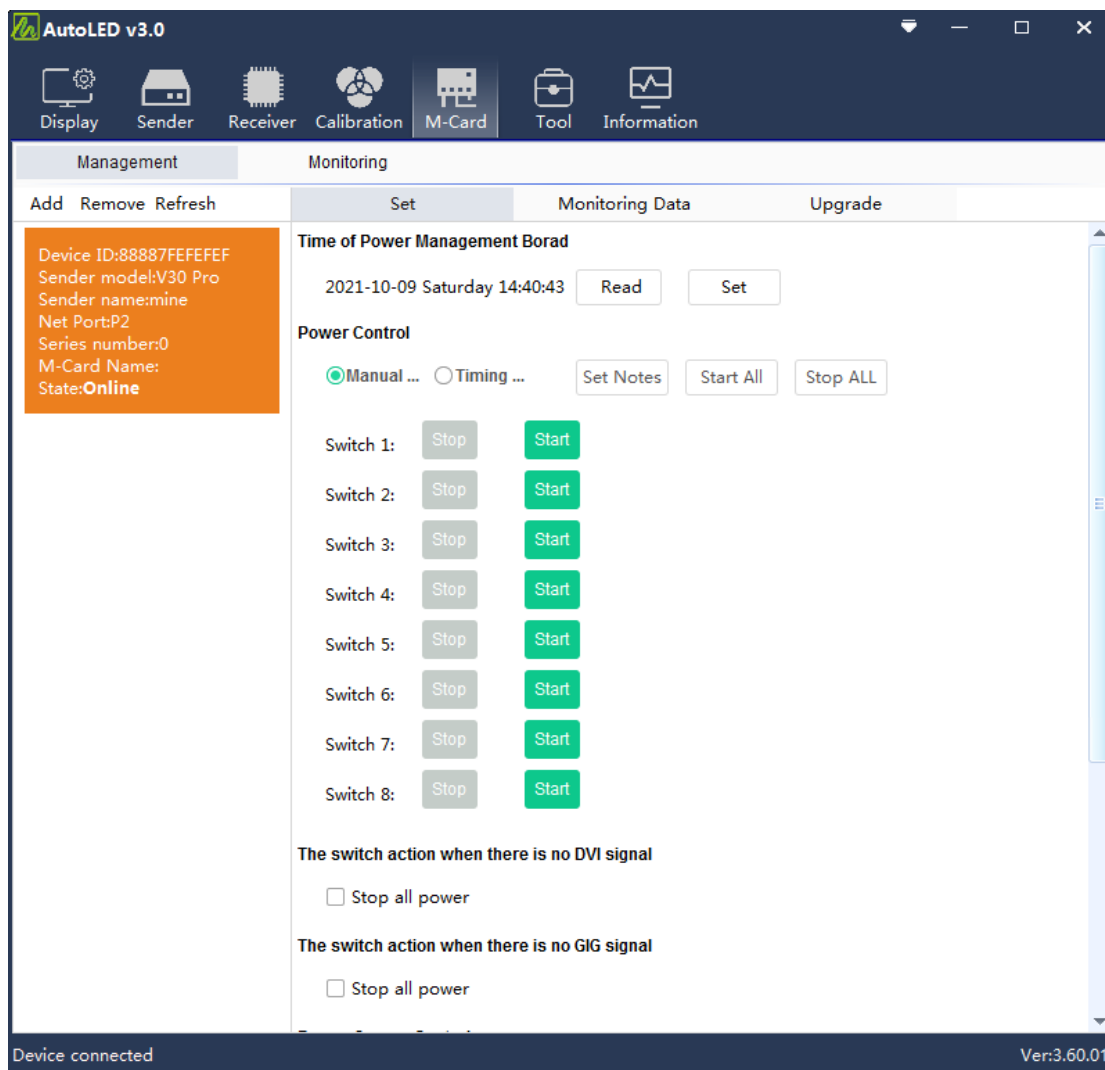 AutoLED v3.0
Display Sender Receiver Calibration M-Card Tool Information
Management Monitoring
Add Remove Refresh Set Monitoring Data Upgrade
Device ID:88887FEFEFEF
Sender model:V30 Pro
Sender name:mine
Net Port:P2
Series number:0
M-Card Name:
State:Online
Time of Power Management Borad
2021-10-09 Saturday 14:40:43 Read Set
Power Control
Manual ... Timing ... Set Notes Start All Stop ALL
Switch 1: Stop Start
Switch 2: Stop Start
Switch 3: Stop Start
Switch 4: Stop Start
Switch 5: Stop Start
Switch 6: Stop Start
Switch 7: Stop Start
Switch 8: Stop Start
The switch action when there is no DVI signal
Stop all power
The switch action when there is no GIG signal
Stop all power
Device connected Ver:3.60.01